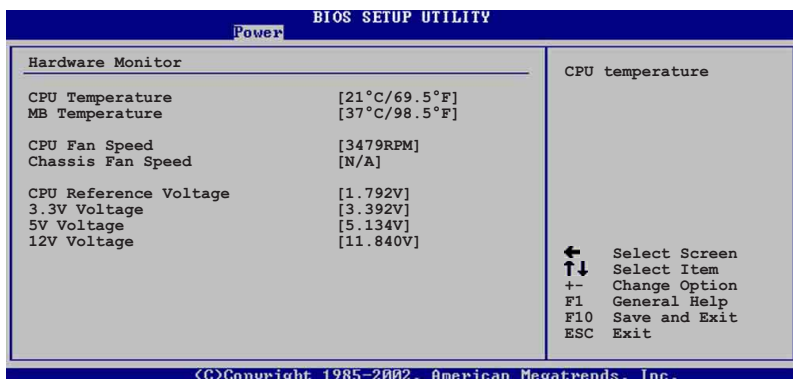 BIOS SETUP UTILITY
Power
Hardware Monitor
CPU Temperature [21°C/69.5°F]
MB Temperature [37°C/98.5°F]
CPU Fan Speed [3479RPM]
Chassis Fan Speed [N/A]
CPU Reference Voltage [1.792V]
3.3V Voltage [3.392V]
5V Voltage [5.134V]
12V Voltage [11.840V]
CPU temperature
← Select Screen
↑↓ Select Item
+- Change Option
F1 General Help
F10 Save and Exit
ESC Exit
(C)Copyright 1985-2002, American Megatrends, Inc.